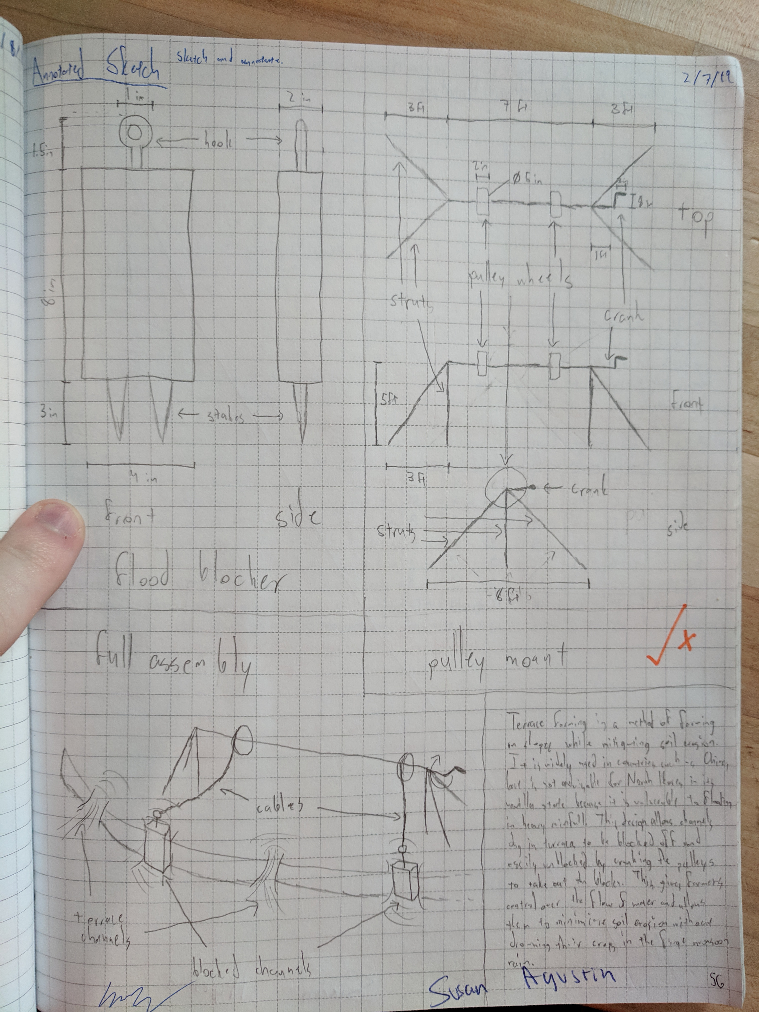 Annotated Sketch sketch and annotate.
2/7/19
1 in
2 in
3 ft 7 ft 3 ft
1.5 in
hook
2 in
Ø 6 in
top
8 in
1 ft
pulley wheels
struts
crank
5 ft
front
3 in
stakes
4 in
3 ft
crank
front side
struts
side
flood blocker
6 ft
full assembly
pulley mount
cables
terrace
channels
blocked channels
Terrace Farming is a method of farming
on slopes while mitigating soil erosion.
It is widely used in countries such as China,
but is not for North Korea in its
state because it is vulnerable to flooding
in heavy rainfall. This design allows channels
dug in terraces to be blocked off and
easily unblocked by cranking the pulleys
to take out the blocks. This gives farmers
control over the flow of water and allows
them to minimize soil erosion without
drowning their crops in the monsoon
rain.
Susan Agustin
56